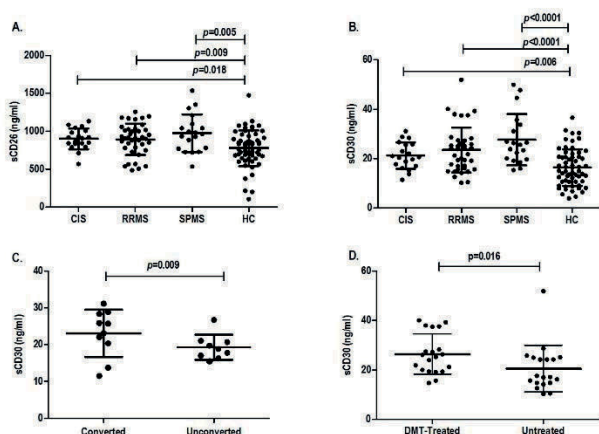 A.
p=0.005
p=0.009
p=0.018
sCD26 (ng/ml)
2000
1500
1000
500
0
CIS RRMS SPMS HC
B.
p<0.0001
p<0.0001
p=0.006
sCD30 (ng/ml)
60
40
20
0
CIS RRMS SPMS HC
C.
p=0.009
sCD30 (ng/ml)
40
30
20
10
0
Converted Unconverted
D.
p=0.016
sCD30 (ng/ml)
60
40
20
0
DMT-Treated Untreated